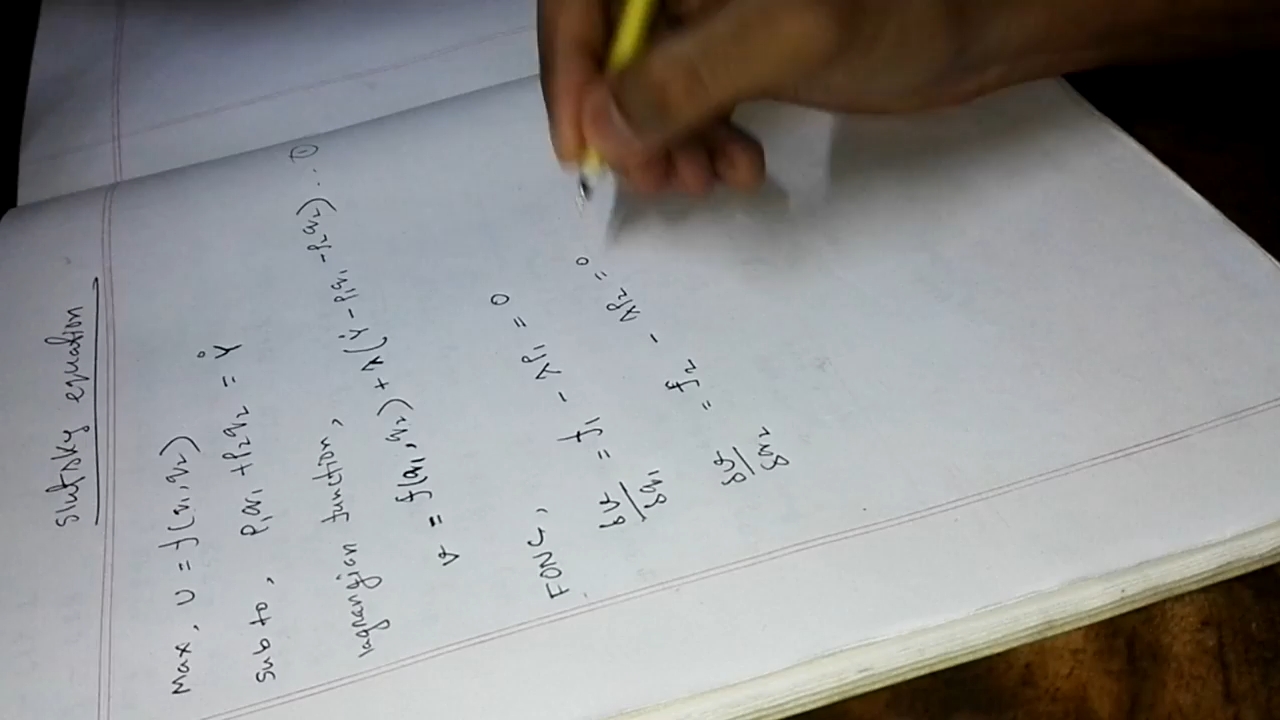 Slutsky equation
Max, U = f(q₁, q₂)
Sub to, P₁q₁ + P₂q₂ = Y°
lagrangian function,
V = f(q₁, q₂) + λ(Y° - P₁q₁ - P₂q₂) .. ①
FONC,
δV/δq₁ = f₁ - λP₁ = 0
δV/δq₂ = f₂ - λP₂ = 0